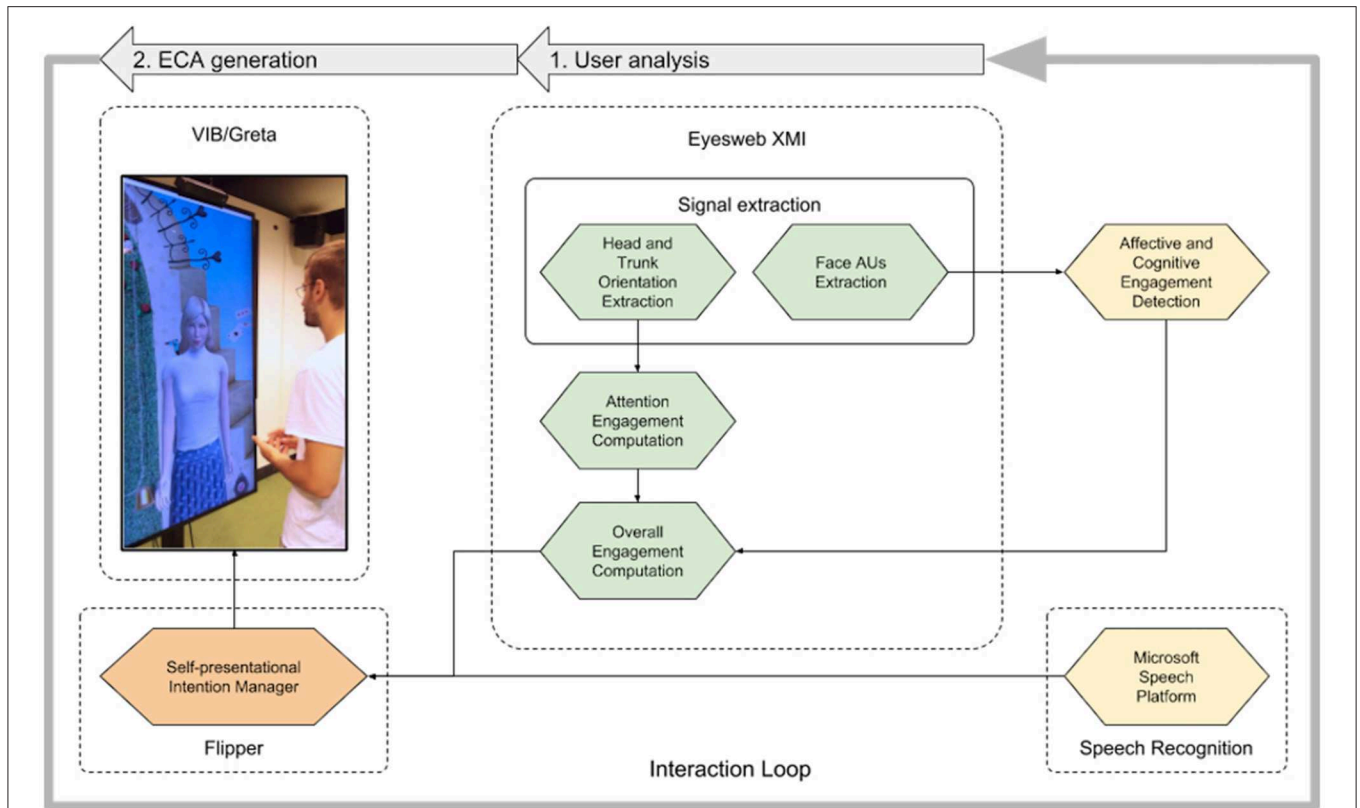 2. ECA generation
1. User analysis
VIB/Greta
Eyesweb XMI
Signal extraction
Head and
Trunk
Orientation
Extraction
Face AUs
Extraction
Affective and
Cognitive
Engagement
Detection
Attention
Engagement
Computation
Overall
Engagement
Computation
Self-presentational
Intention Manager
Flipper
Microsoft
Speech
Platform
Speech Recognition
Interaction Loop